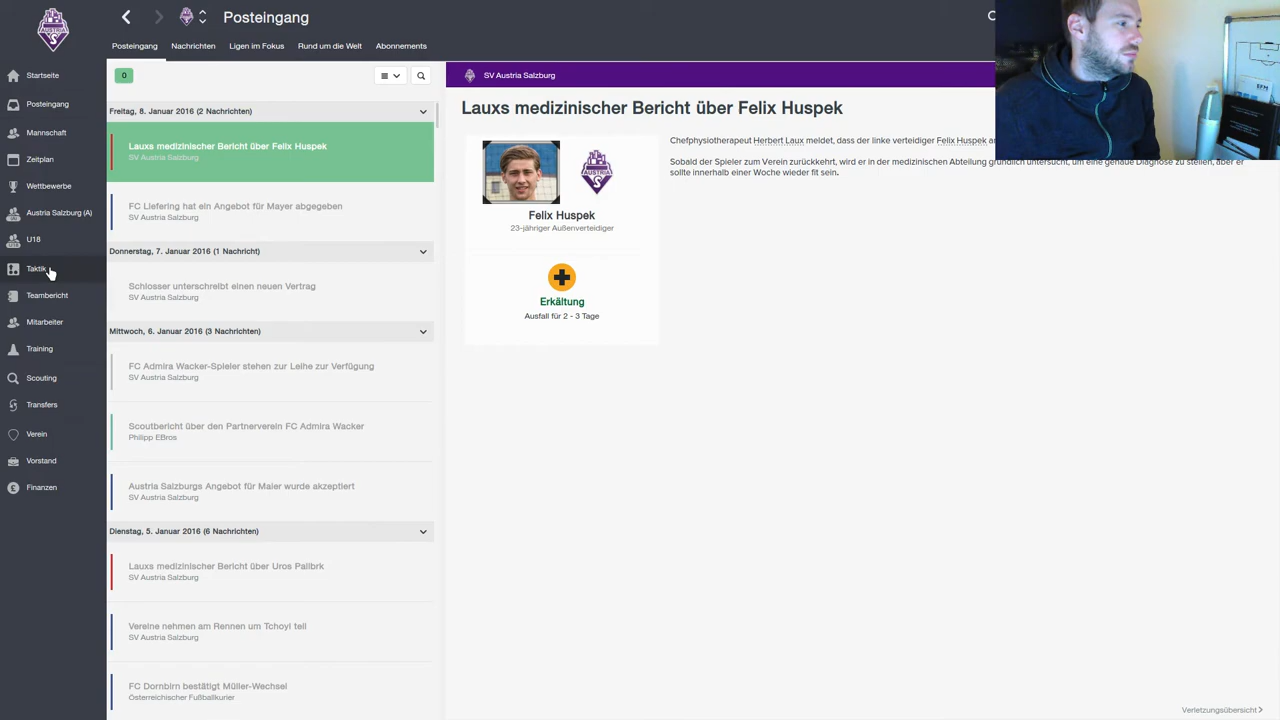 AUSTRIA
S
Posteingang
Posteingang
Nachrichten
Ligen im Fokus
Rund um die Welt
Abonnements
Startseite
Posteingang
Mannschaft
Zeitplan
Wettbewerbe
Austria Salzburg (A)
U18
Taktik
Teambericht
Mitarbeiter
Training
Scouting
Transfers
Verein
Vorstand
Finanzen
0
Freitag, 8. Januar 2016 (2 Nachrichten)
Lauxs medizinischer Bericht über Felix Huspek
SV Austria Salzburg
FC Liefering hat ein Angebot für Mayer abgegeben
SV Austria Salzburg
Donnerstag, 7. Januar 2016 (1 Nachricht)
Schlosser unterschreibt einen neuen Vertrag
SV Austria Salzburg
Mittwoch, 6. Januar 2016 (3 Nachrichten)
FC Admira Wacker-Spieler stehen zur Leihe zur Verfügung
SV Austria Salzburg
Scoutbericht über den Partnerverein FC Admira Wacker
Philipp EBros
Austria Salzburgs Angebot für Maier wurde akzeptiert
SV Austria Salzburg
Dienstag, 5. Januar 2016 (6 Nachrichten)
Lauxs medizinischer Bericht über Uros Palibrk
SV Austria Salzburg
Vereine nehmen am Rennen um Tchoyi teil
SV Austria Salzburg
FC Dornbirn bestätigt Müller-Wechsel
Österreichischer Fußballkurier
SV Austria Salzburg
Lauxs medizinischer Bericht über Felix Huspek
AUSTRIA
S
Felix Huspek
23-jähriger Außenverteidiger
Erkältung
Ausfall für 2 - 3 Tage
Chefphysiotherapeut Herbert Laux meldet, dass der linke verteidiger Felix Huspek
Sobald der Spieler zum Verein zurückkehrt, wird er in der medizinischen Abteilung gründlich untersucht, um eine genaue Diagnose zu stellen, aber er
sollte innerhalb einer Woche wieder fit sein.
Verletzungsübersicht